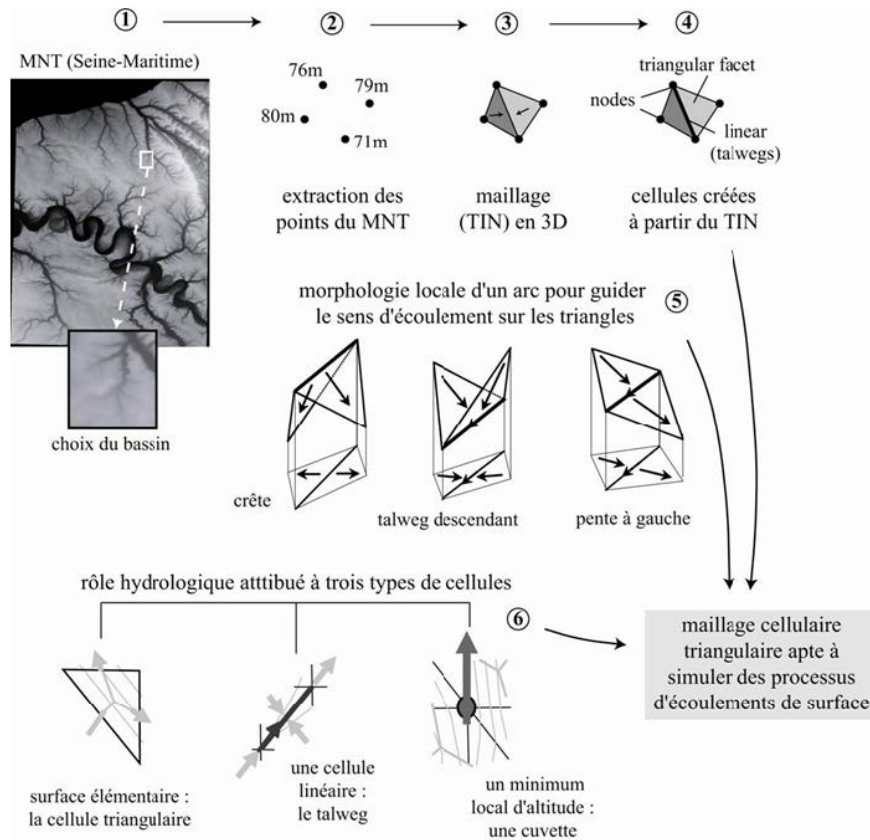 ①
②
③
④
MNT (Seine-Maritime)
76m
79m
80m
71m
triangular facet
nodes
linear
(talwegs)
extraction des
points du MNT
maillage
(TIN) en 3D
cellules créées
à partir du TIN
choix du bassin
morphologie locale d'un arc pour guider
le sens d'écoulement sur les triangles
⑤
crête
talweg descendant
pente à gauche
rôle hydrologique atttibué à trois types de cellules
⑥
surface élémentaire :
la cellule triangulaire
une cellule
linéaire :
le talweg
un minimum
local d'altitude :
une cuvette
maillage cellulaire
triangulaire apte à
simuler des processus
d'écoulements de surface